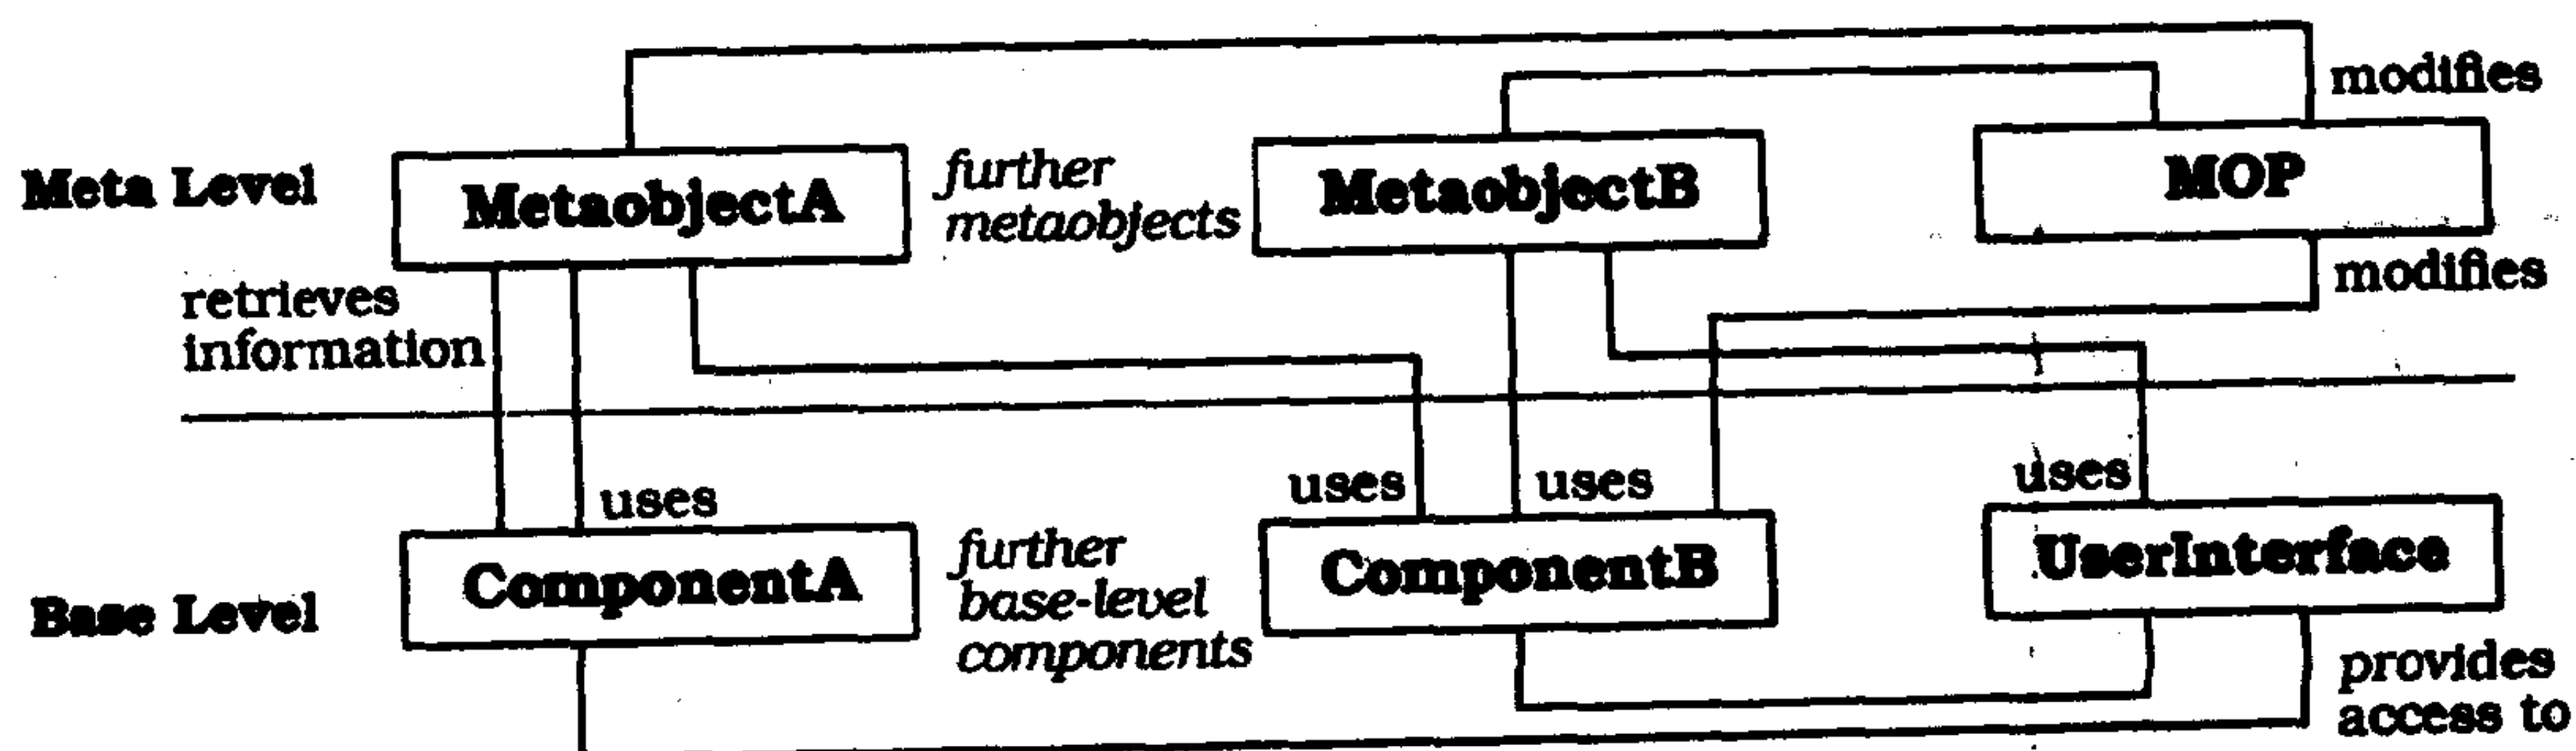 modifies
Meta Level
MetaobjectA
further
metaobjects
MetaobjectB
MOP
retrieves
information
modifies
uses
uses
uses
uses
Base Level
ComponentA
further
base-level
components
ComponentB
UserInterface
provides
access to